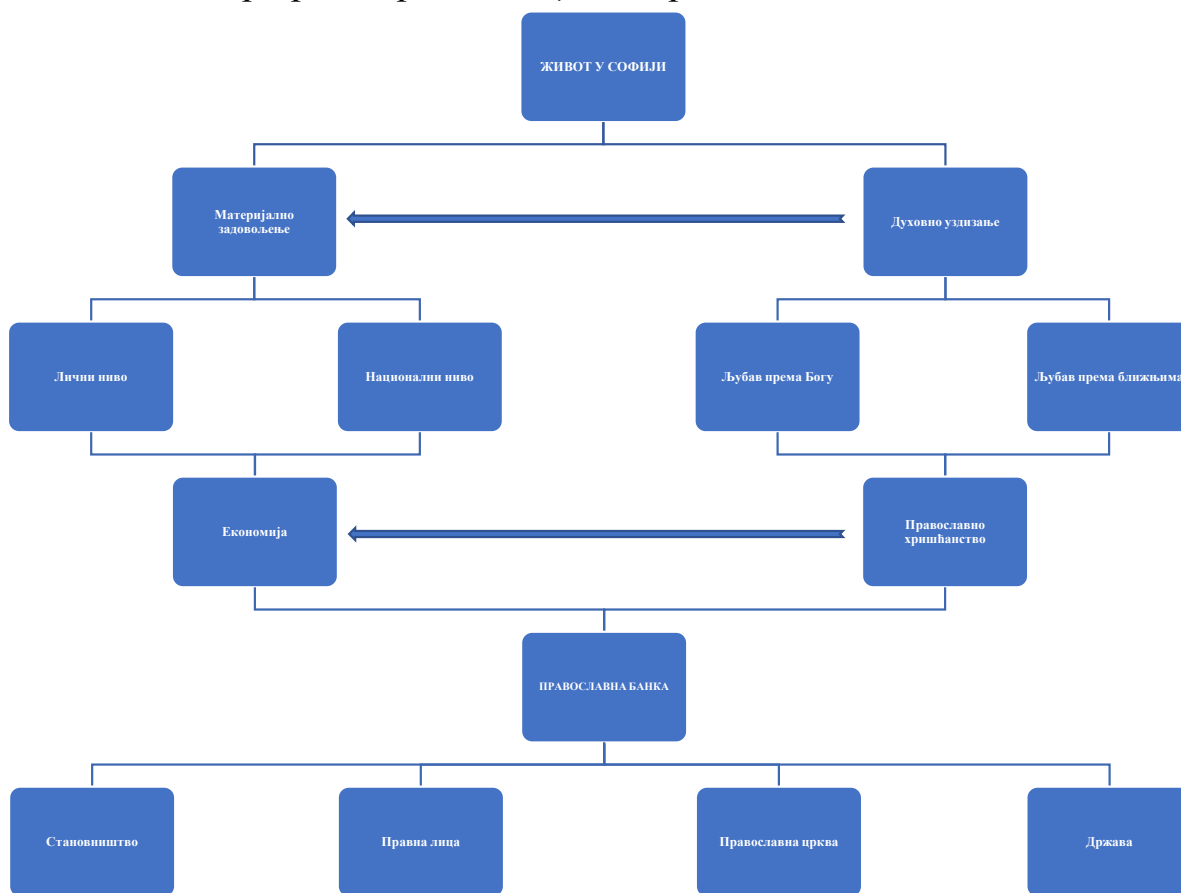 ЖИВОТ У СОФИЈИ
Материјално
задовољење
Духовно уздизање
Лични ниво
Национални ниво
Љубав према Богу
Љубав према ближњима
Економија
Православно
хришћанство
ПРАВОСЛАВНА БАНКА
Становништво
Правна лица
Православна црква
Држава